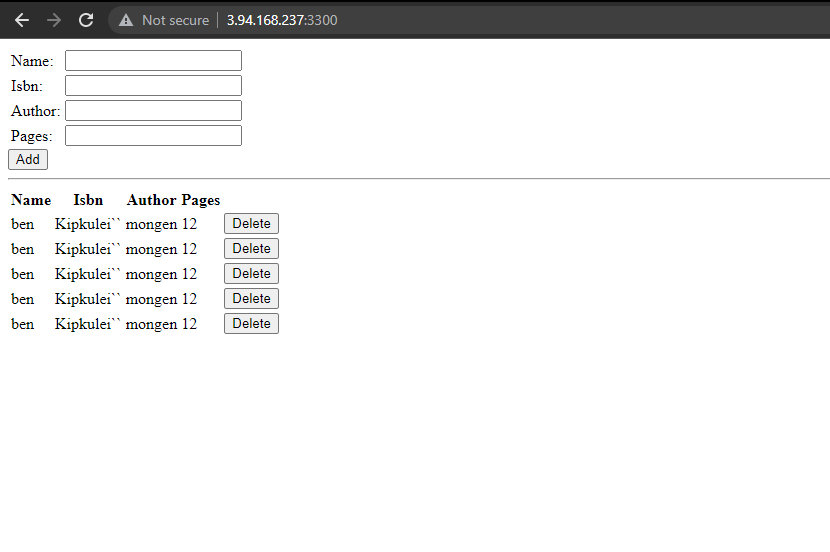 Not secure 3.94.168.237:3300
Name:
Isbn:
Author:
Pages:
Add
Name Isbn Author Pages
ben Kipkulei`` mongen 12 Delete
ben Kipkulei`` mongen 12 Delete
ben Kipkulei`` mongen 12 Delete
ben Kipkulei`` mongen 12 Delete
ben Kipkulei`` mongen 12 Delete